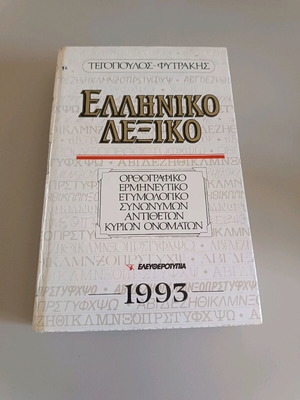 ΤΕΓΟΠΟΥΛΟΣ-ΦΥΤΡΑΚΗΣ
ΕΛΛΗΝΙΚΟ
ΛΕΞΙΚΟ
ΟΡΘΟΓΡΑΦΙΚΟ
ΕΡΜΗΝΕΥΤΙΚΟ
ΕΤΥΜΟΛΟΓΙΚΟ
ΣΥΝΩΝΥΜΩΝ
ΑΝΤΙΘΕΤΩΝ
ΚΥΡΙΩΝ ΟΝΟΜΑΤΩΝ
ΕΛΕΥΘΕΡΟΤΥΠΙΑ
1993